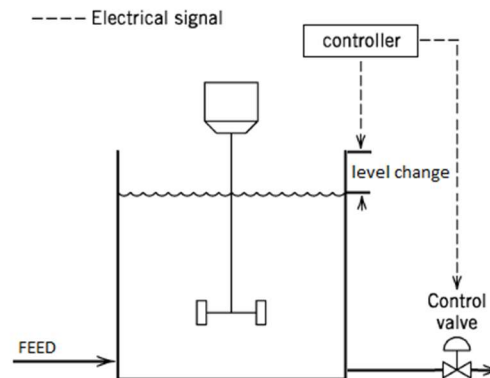 Electrical signal
controller
level change
Control
valve
FEED